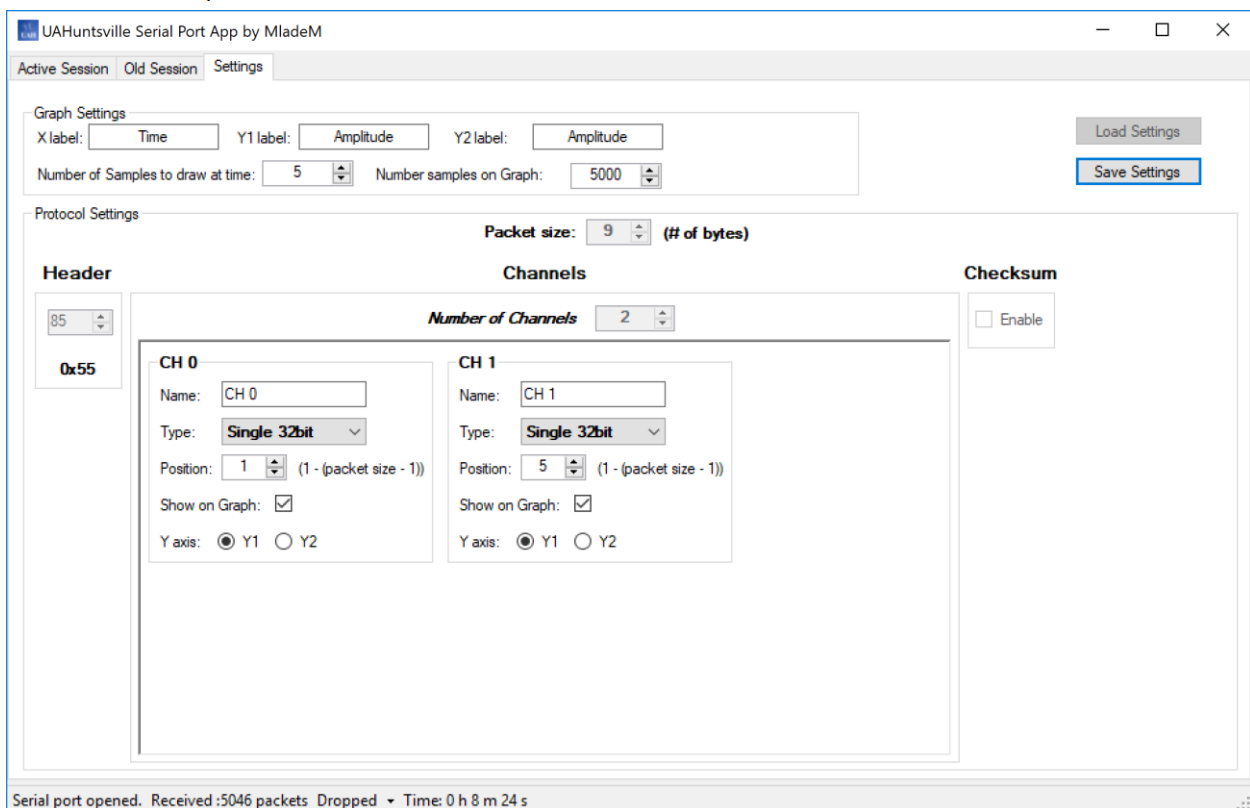 UAHuntsville Serial Port App by MladeM
Active Session Old Session Settings
Graph Settings
X label: Time Y1 label: Amplitude Y2 label: Amplitude
Load Settings
Number of Samples to draw at time: 5 Number samples on Graph: 5000
Save Settings
Protocol Settings
Packet size: 9 (# of bytes)
Header Channels Checksum
85 Number of Channels 2 Enable
0x55
CH 0
Name: CH 0
Type: Single 32bit
Position: 1 (1 - (packet size - 1))
Show on Graph:
Y axis: Y1 Y2
CH 1
Name: CH 1
Type: Single 32bit
Position: 5 (1 - (packet size - 1))
Show on Graph:
Y axis: Y1 Y2
Serial port opened. Received :5046 packets Dropped Time: 0 h 8 m 24 s